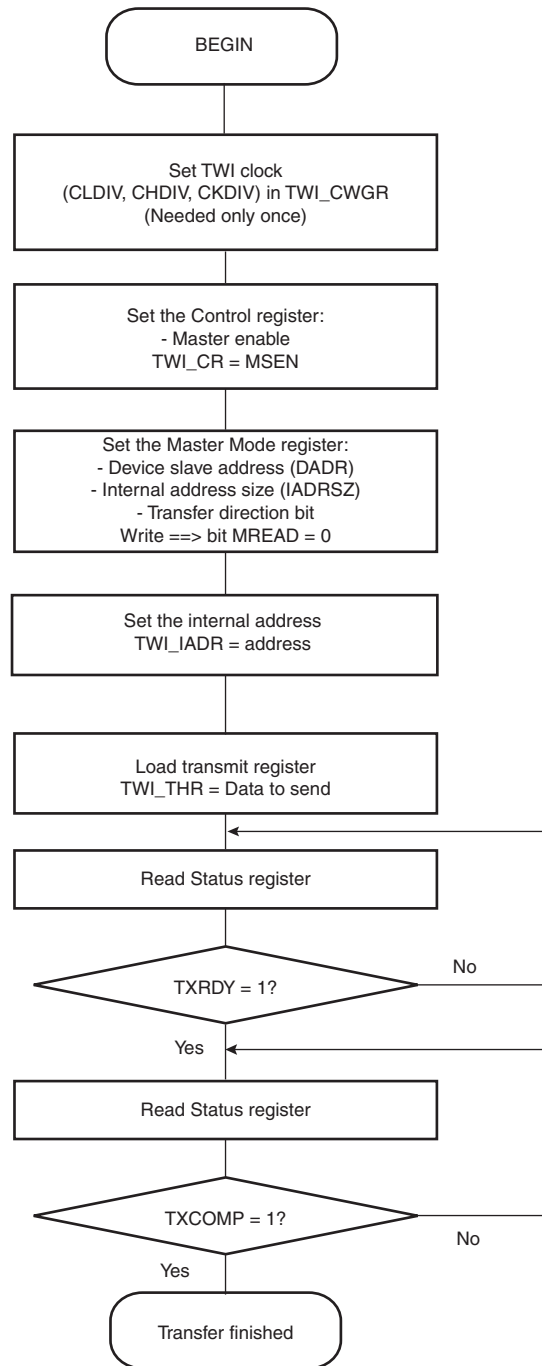 BEGIN
Set TWI clock
(CLDIV, CHDIV, CKDIV) in TWI_CWGR
(Needed only once)
Set the Control register:
- Master enable
TWI_CR = MSEN
Set the Master Mode register:
- Device slave address (DADR)
- Internal address size (IADRSZ)
- Transfer direction bit
Write ==> bit MREAD = 0
Set the internal address
TWI_IADR = address
Load transmit register
TWI_THR = Data to send
Read Status register
TXRDY = 1?
No
Yes
Read Status register
TXCOMP = 1?
No
Yes
Transfer finished